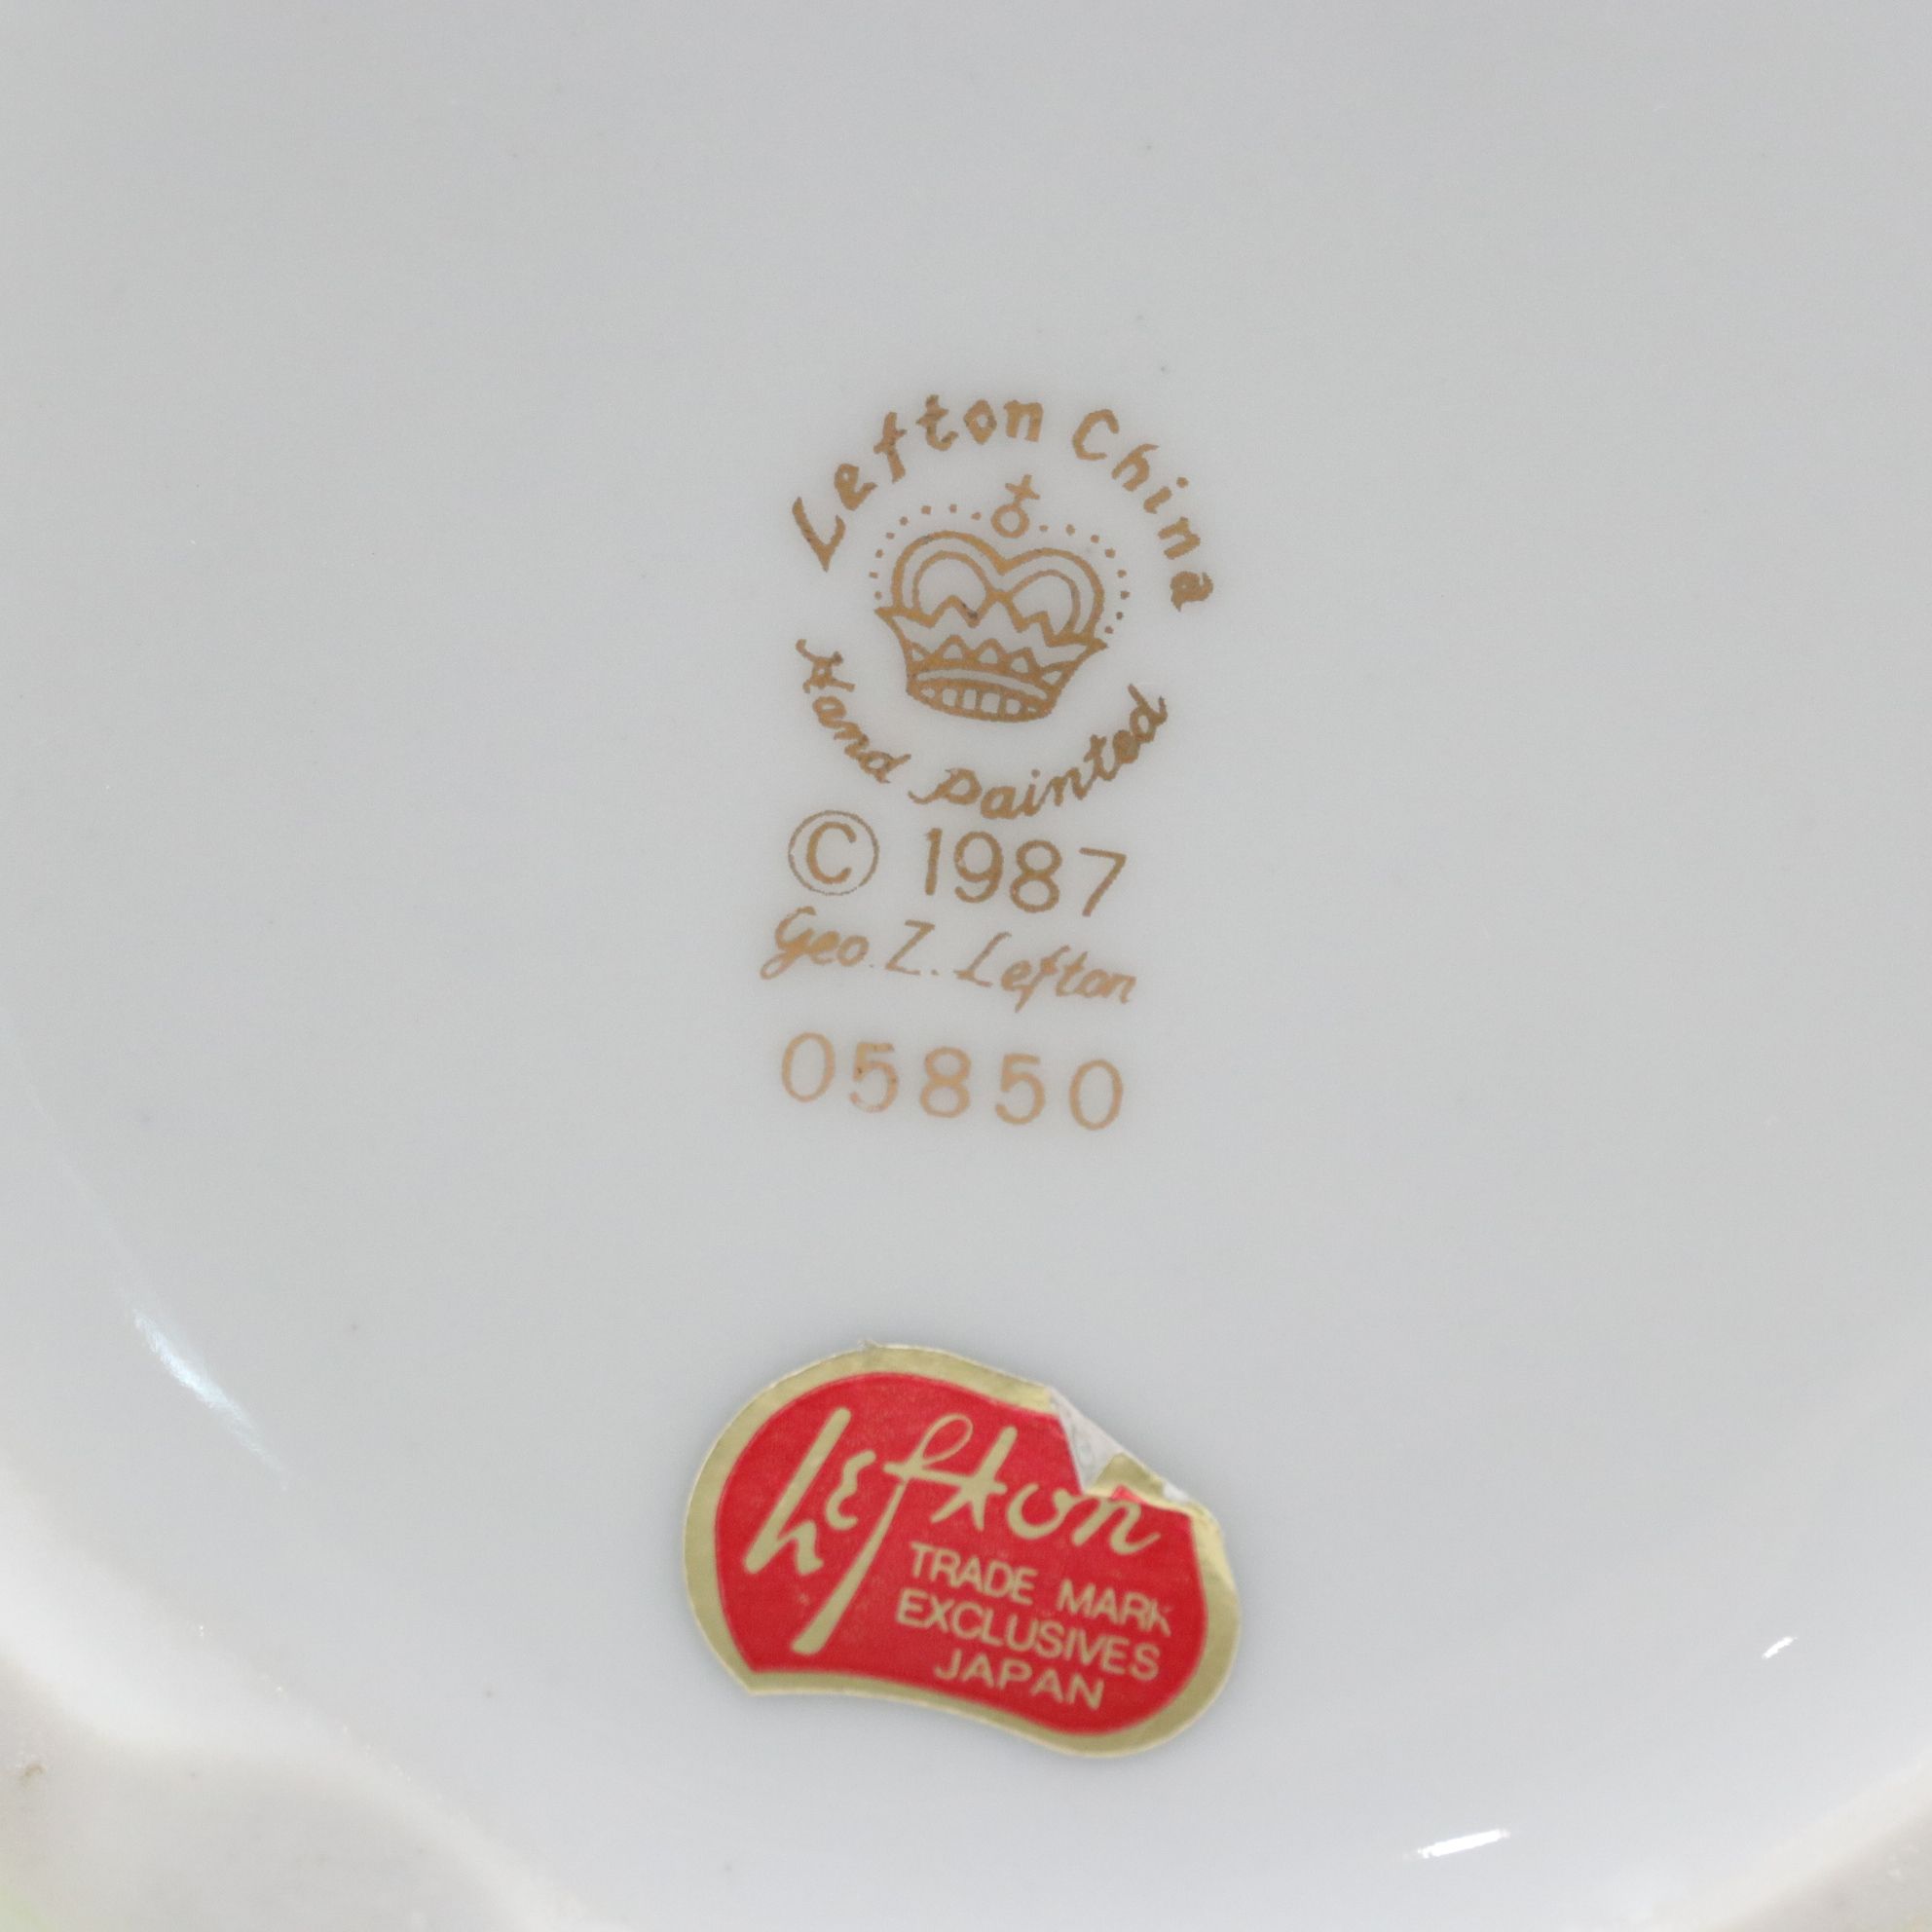 Lefton China
Hand Painted
© 1987
Geo. Z. Lefton
05850
Lefton
TRADE MARK
EXCLUSIVES
JAPAN